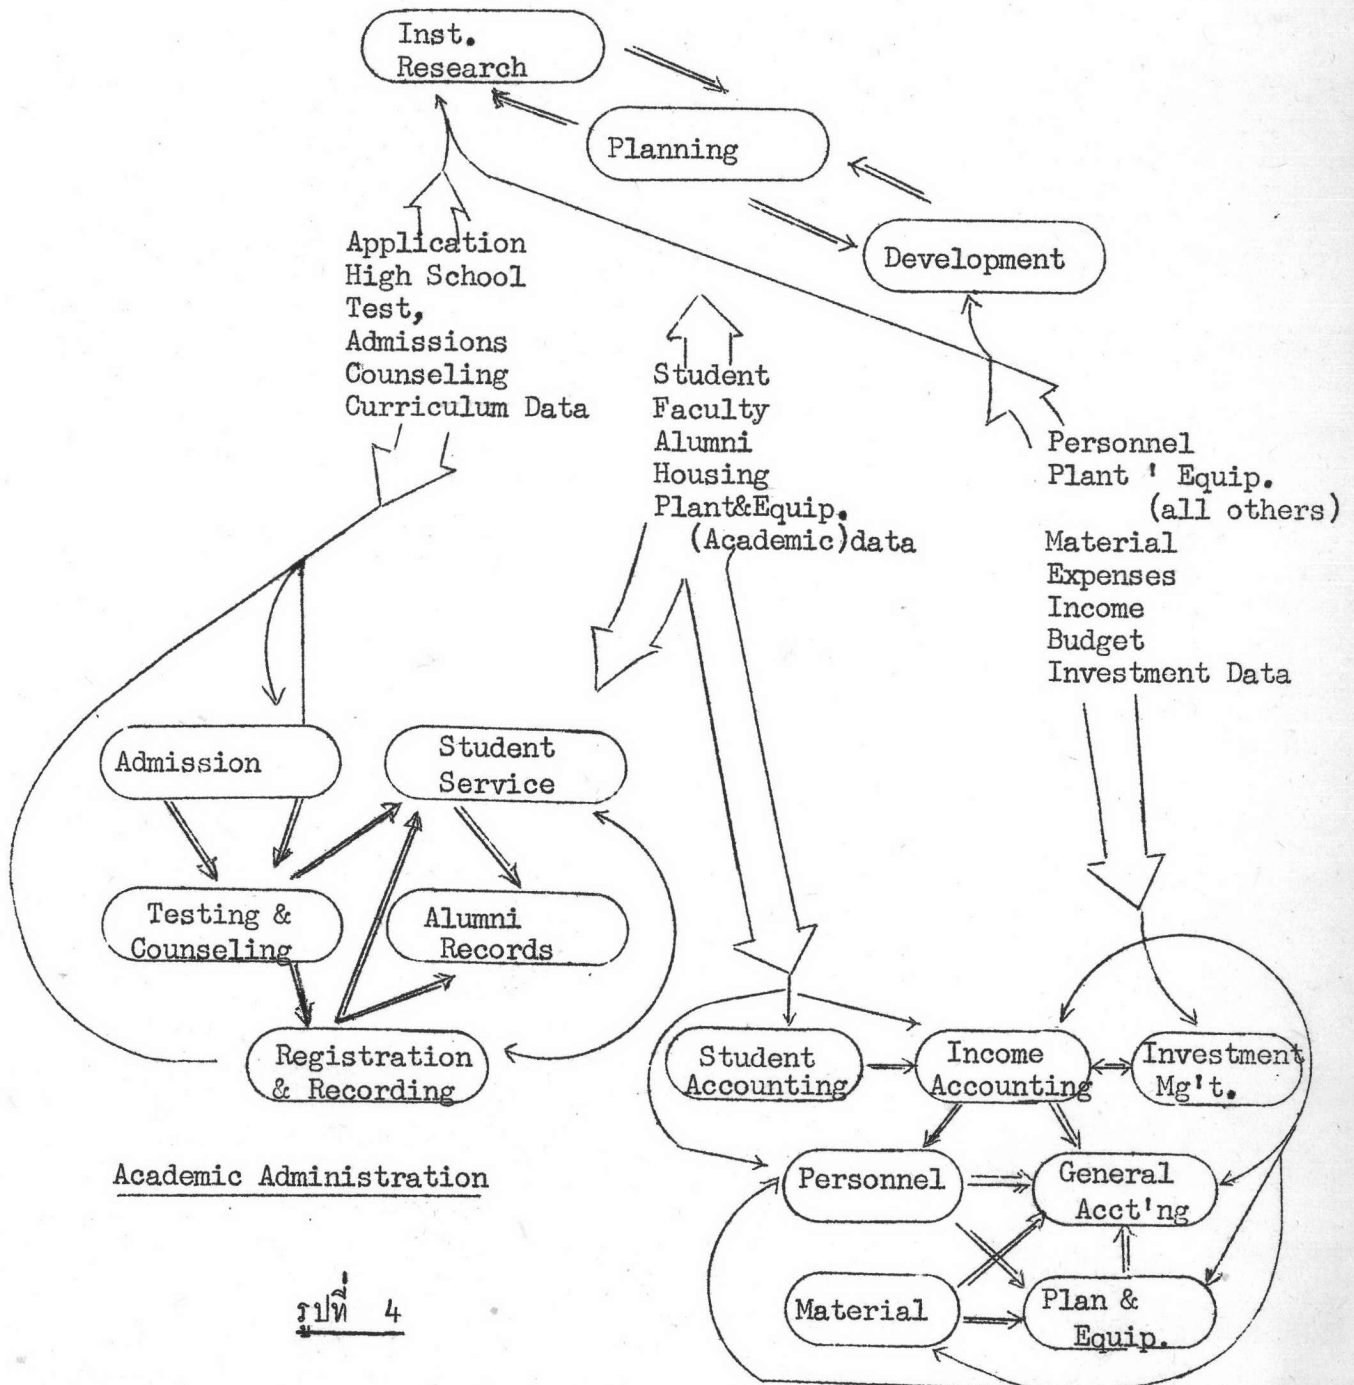 Inst.
Research
Planning
Development
Application
High School
Test,
Admissions
Counseling
Curriculum Data
Student
Faculty
Alumni
Housing
Plant&Equip.
(Academic)data
Personnel
Plant ' Equip.
(all others)
Material
Expenses
Income
Budget
Investment Data
Admission
Student
Service
Testing &
Counseling
Alumni
Records
Registration
& Recording
Student
Accounting
Income
Accounting
Investment
Mg't.
Personnel
General
Acct'ng
Material
Plan &
Equip.
Academic Administration
รูปที่ 4